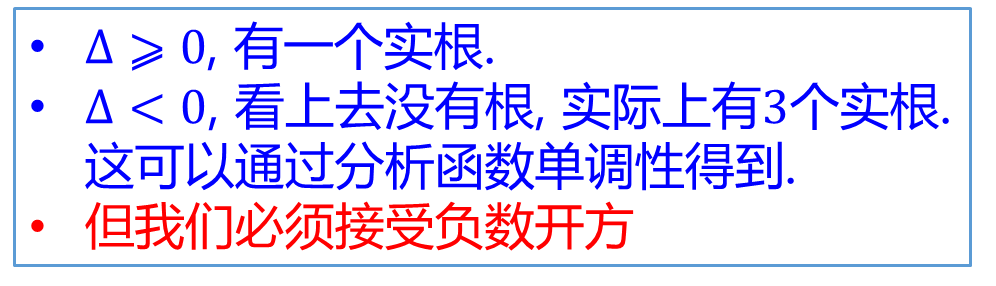 • Δ ⩾ 0, 有一个实根.
• Δ < 0, 看上去没有根, 实际上有3个实根.
这可以通过分析函数单调性得到.
• 但我们必须接受负数开方